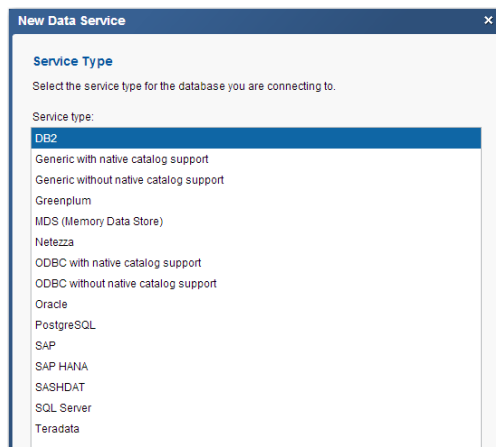 New Data Service
×
Service Type
Select the service type for the database you are connecting to.
Service type:
DB2
Generic with native catalog support
Generic without native catalog support
Greenplum
MDS (Memory Data Store)
Netezza
ODBC with native catalog support
ODBC without native catalog support
Oracle
PostgreSQL
SAP
SAP HANA
SASHDAT
SQL Server
Teradata